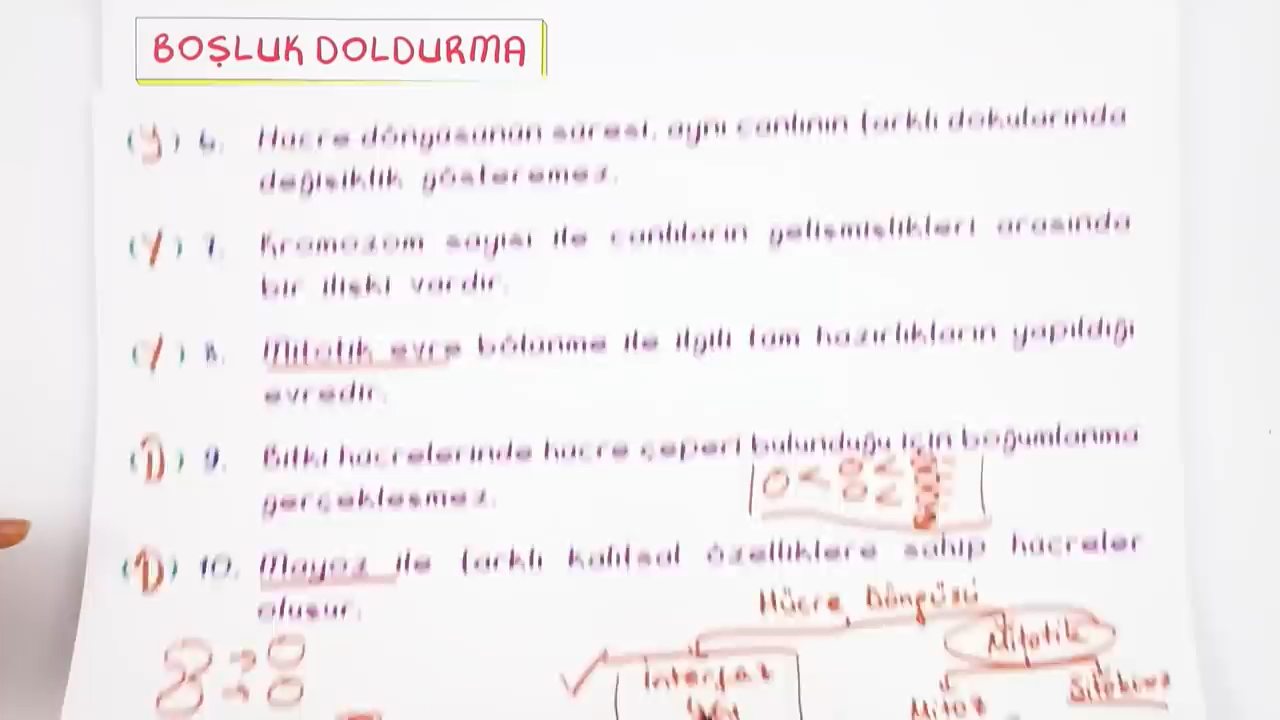 BOŞLUK DOLDURMA
(Y) 6. Hücre döngüsünün süresi, aynı canlının farklı dokularında
değişiklik gösteremez.
(Y) 7. Kromozom sayısı ile canlıların gelişmişlikleri arasında
bir ilişki vardır.
(Y) 8. Mitotik evre bölünme ile ilgili tüm hazırlıkların yapıldığı
evredir.
(D) 9. Bitki hücrelerinde hücre çeperi bulunduğu için boğumlanma
gerçekleşmez.
(D) 10. Mayoz ile farklı kalıtsal özelliklere sahip hücreler
oluşur.
Hücre Döngüsü
Mitotik
İnterfaz
Mitoz
Sitokinez